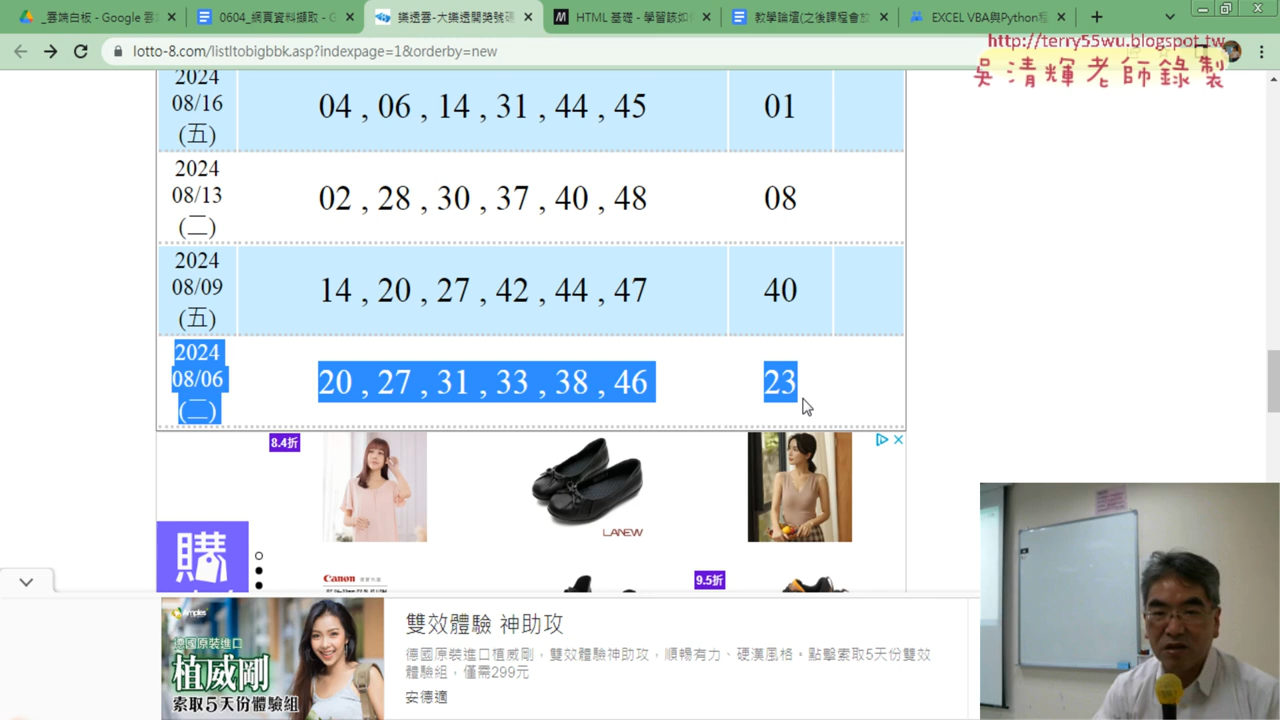 _雲端白板 - Google 雲
0604_網頁資料擷取 - G
樂透雲-大樂透開獎號碼
HTML 基礎 - 學習該如
教學論壇(之後課程會放
EXCEL VBA與Python程
lotto-8.com/listltobigbbk.asp?indexpage=1&orderby=new
http://terry55wu.blogspot.tw
吳清輝老師錄製
2024
08/16
(五)
04 , 06 , 14 , 31 , 44 , 45
01
2024
08/13
(二)
02 , 28 , 30 , 37 , 40 , 48
08
2024
08/09
(五)
14 , 20 , 27 , 42 , 44 , 47
40
2024
08/06
(二)
20 , 27 , 31 , 33 , 38 , 46
23
8.4折
LANEW
購
Canon
9.5折
德國原裝進口
植威剛
索取5天份體驗組
雙效體驗 神助攻
德國原裝進口植威剛，雙效體驗神助攻，順暢有力、硬漢風格。點擊索取5天份雙效
體驗組，僅需299元
安德適